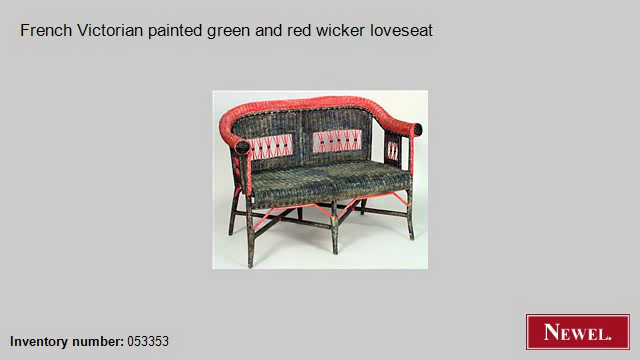 French Victorian painted green and red wicker loveseat
Inventory number: 053353
NEWEL.